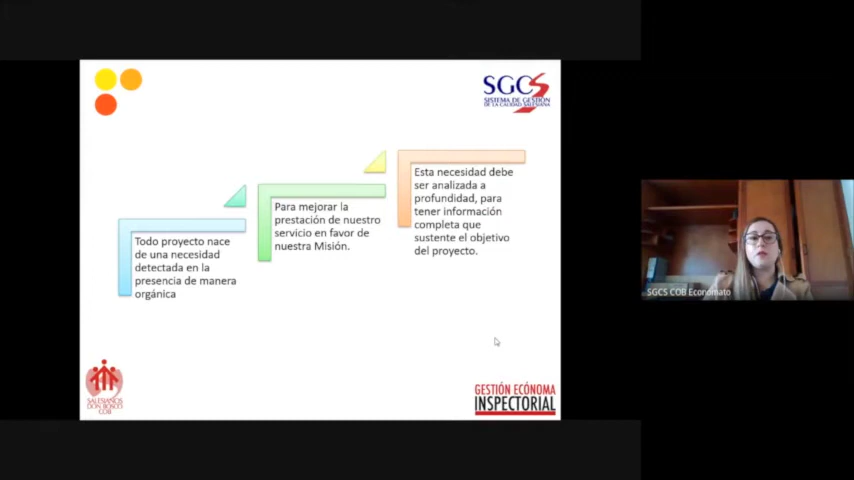 SGCS
SISTEMA DE GESTIÓN
DE LA CALIDAD SALESIANA
Esta necesidad debe
ser analizada a
profundidad, para
tener información
completa que
sustente el objetivo
del proyecto.
Para mejorar la
prestación de nuestro
servicio en favor de
nuestra Misión.
Todo proyecto nace
de una necesidad
detectada en la
presencia de manera
orgánica
SGCS COB Economato
SALESIANOS
DON BOSCO
COB
GESTIÓN ECÓNOMA
INSPECTORIAL